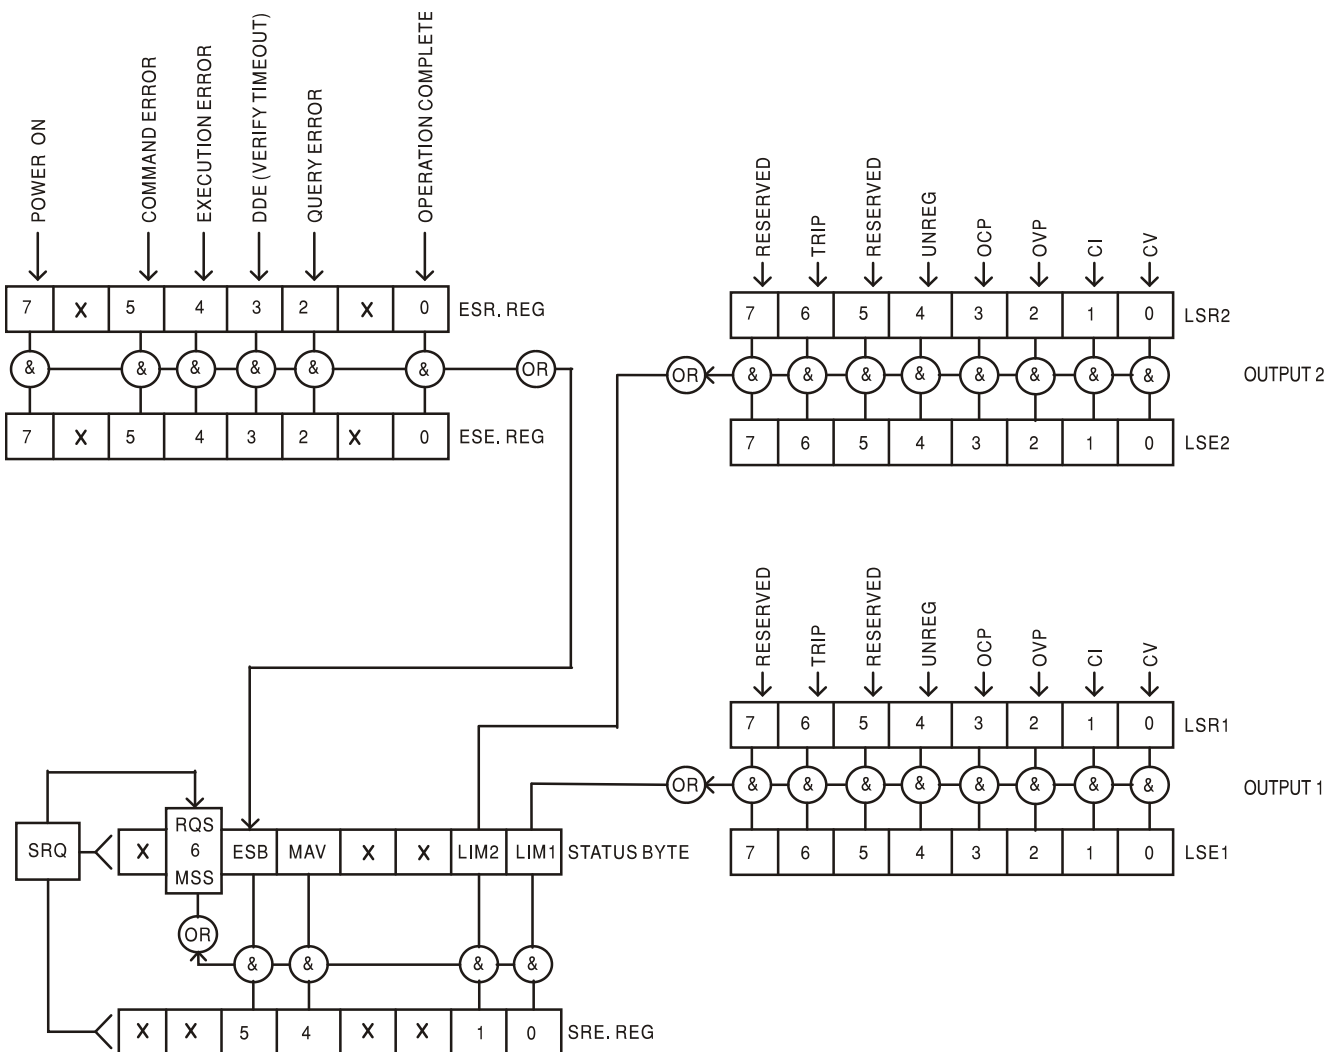 POWER ON
COMMAND ERROR
EXECUTION ERROR
DDE (VERIFY TIMEOUT)
QUERY ERROR
OPERATION COMPLETE
7 X 5 4 3 2 X 0 ESR. REG
& & & & & & OR
7 X 5 4 3 2 X 0 ESE. REG
RESERVED
TRIP
RESERVED
UNREG
OCP
OVP
CI
CV
7 6 5 4 3 2 1 0 LSR2
OR & & & & & & & & OUTPUT 2
7 6 5 4 3 2 1 0 LSE2
RESERVED
TRIP
RESERVED
UNREG
OCP
OVP
CI
CV
7 6 5 4 3 2 1 0 LSR1
OR & & & & & & & & OUTPUT 1
7 6 5 4 3 2 1 0 LSE1
SRQ
X
RQS
6
MSS
ESB MAV X X LIM2 LIM1 STATUS BYTE
OR
& & & &
X X 5 4 X X 1 0 SRE. REG